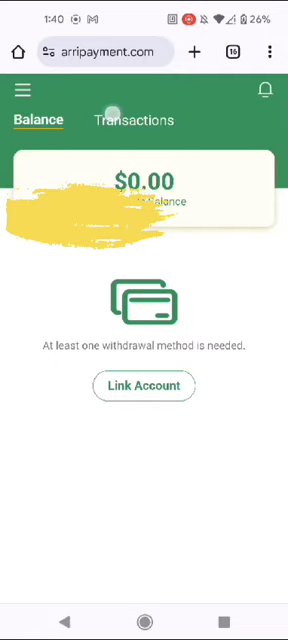 1:40
26%
arripayment.com
16
Balance
Transactions
$0.00
At least one withdrawal method is needed.
Link Account